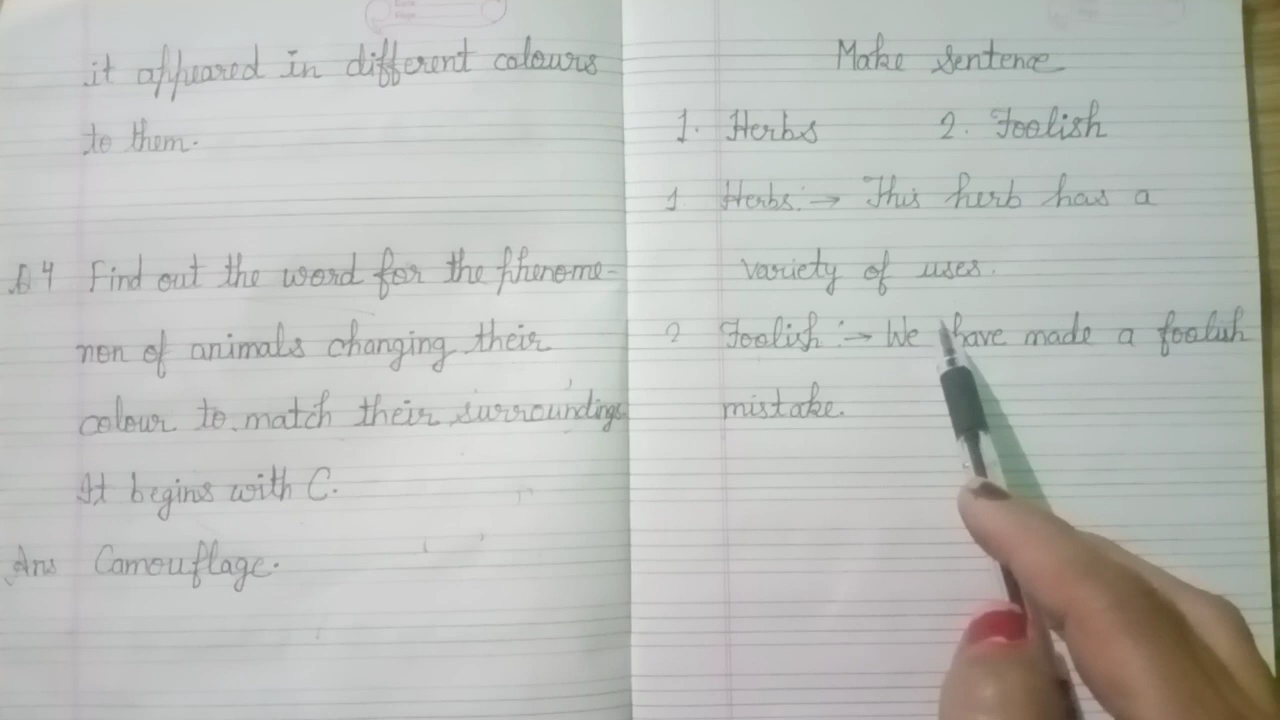 it appeared in different colours
to them.
Q4 Find out the word for the phenome-
non of animals changing their
colour to match their surroundings
It begins with C.
Ans Camouflage.
Make Sentence
1. Herbs 2. Foolish
1 Herbs :→ This herb has a
variety of uses.
2 Foolish :→ We have made a foolish
mistake.